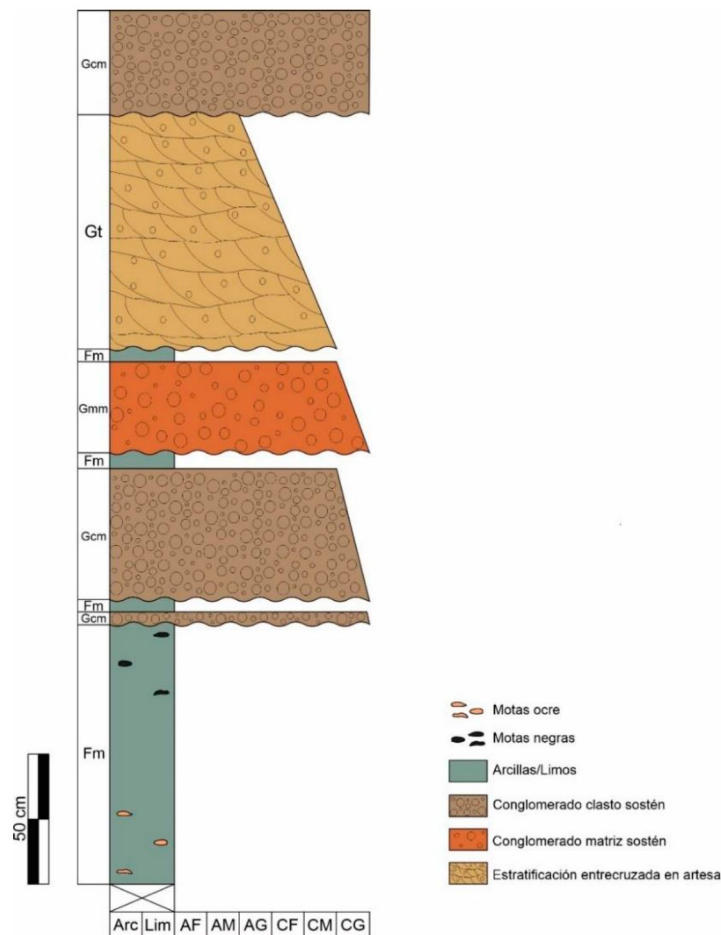 Gcm
Gt
Fm
Gmm
Fm
Gcm
Fm
Gcm
Fm
50 cm
Arc Lim AF AM AG CF CM CG
Motas ocre
Motas negras
Arcillas/Limos
Conglomerado clasto sostén
Conglomerado matriz sostén
Estratificación entrecruzada en artesa